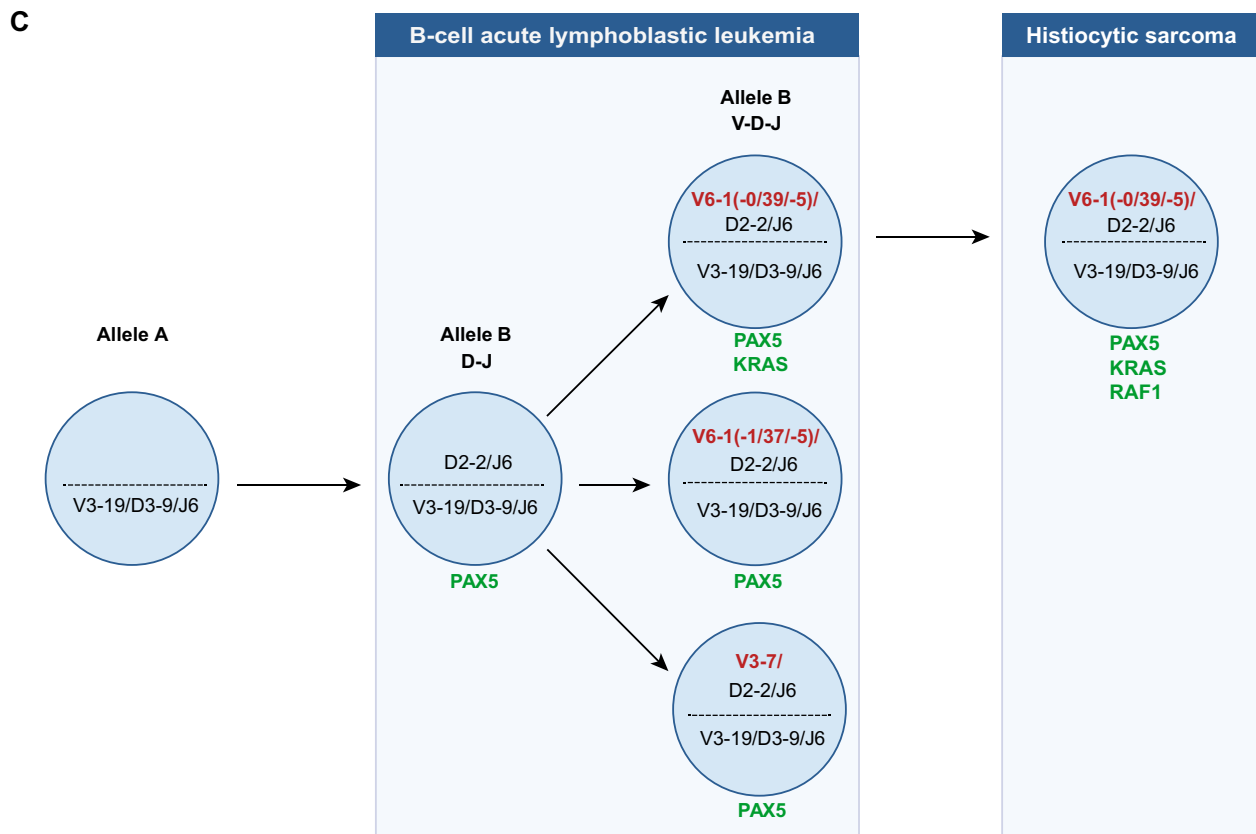 C
B-cell acute lymphoblastic leukemia
Histiocytic sarcoma
Allele A
V3-19/D3-9/J6
Allele B
D-J
D2-2/J6
V3-19/D3-9/J6
PAX5
Allele B
V-D-J
V6-1(-0/39/-5)/
D2-2/J6
V3-19/D3-9/J6
PAX5
KRAS
V6-1(-1/37/-5)/
D2-2/J6
V3-19/D3-9/J6
PAX5
V3-7/
D2-2/J6
V3-19/D3-9/J6
PAX5
V6-1(-0/39/-5)/
D2-2/J6
V3-19/D3-9/J6
PAX5
KRAS
RAF1